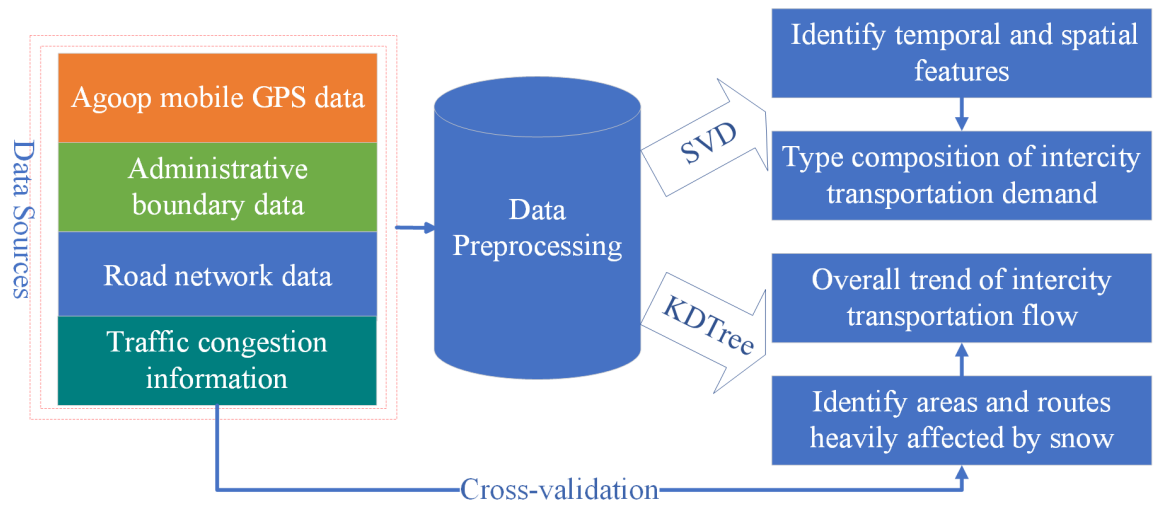 Data Sources
Agoop mobile GPS data
Administrative
boundary data
Road network data
Traffic congestion
information
Data
Preprocessing
SVD
KDTree
Identify temporal and spatial
features
Type composition of intercity
transportation demand
Overall trend of intercity
transportation flow
Identify areas and routes
heavily affected by snow
Cross-validation